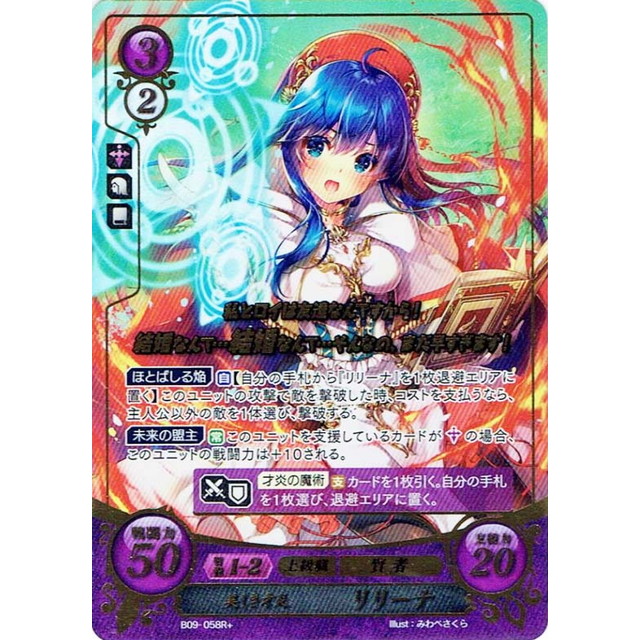 3
2
私とロイは友達なんですから!
結婚なんて…結婚なんて…そんなの、まだ早すぎます!
ほとばしる焔 自【自分の手札から『リリーナ』を1枚退避エリアに
置く】このユニットの攻撃で敵を撃破した時、コストを支払うなら、
主人公以外の敵を1体選び、撃破する。
未来の盟主 常 このユニットを支援しているカードが の場合、
このユニットの戦闘力は+10される。
才炎の魔術 支 カードを1枚引く。自分の手札
を1枚選び、退避エリアに置く。
戦闘力
50
射程 1-2 上級職 賢者
支援力
20
リリーナ
B09-058R+ Illust:みわべさくら